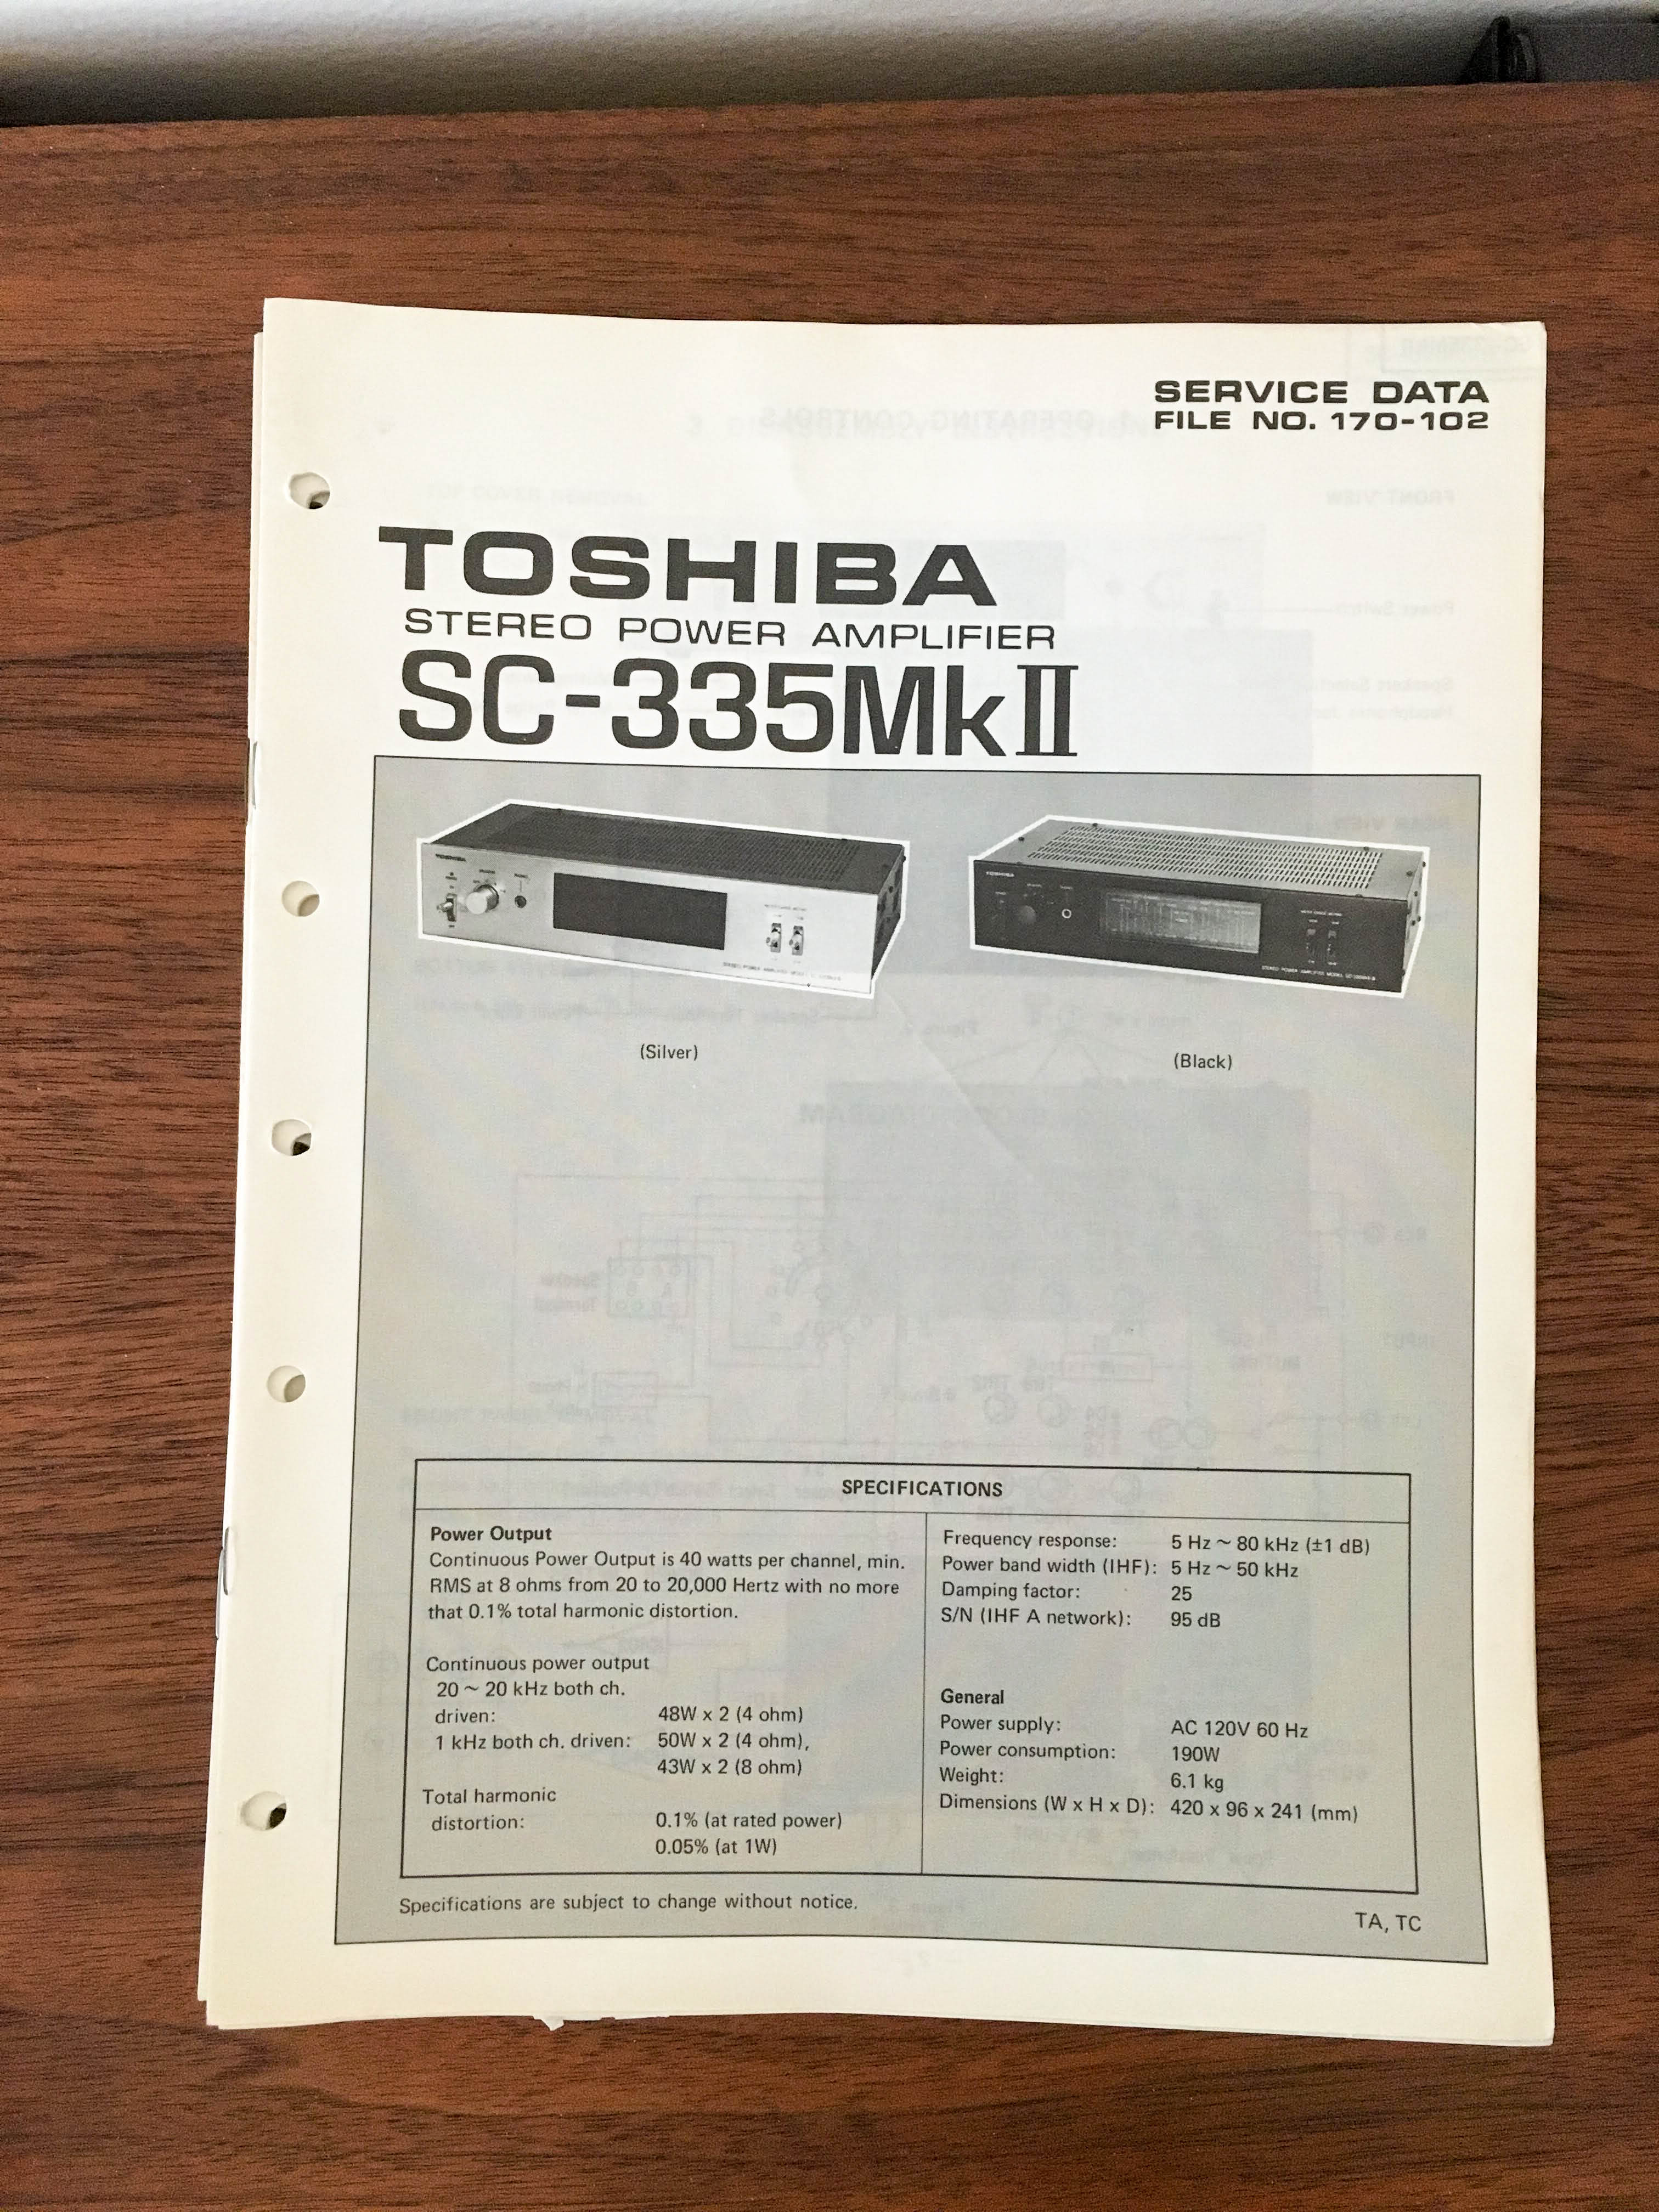 SERVICE DATA
FILE NO. 170-102
TOSHIBA
STEREO POWER AMPLIFIER
SC-335MkII
TOSHIBA
TOSHIBA
(Silver)
(Black)
SPECIFICATIONS
Power Output
Continuous Power Output is 40 watts per channel, min.
RMS at 8 ohms from 20 to 20,000 Hertz with no more
that 0.1% total harmonic distortion.
Continuous power output
20 ~ 20 kHz both ch.
driven: 48W x 2 (4 ohm)
1 kHz both ch. driven: 50W x 2 (4 ohm),
43W x 2 (8 ohm)
Total harmonic
distortion: 0.1% (at rated power)
0.05% (at 1W)
Frequency response: 5 Hz ~ 80 kHz (±1 dB)
Power band width (IHF): 5 Hz ~ 50 kHz
Damping factor: 25
S/N (IHF A network): 95 dB
General
Power supply: AC 120V 60 Hz
Power consumption: 190W
Weight: 6.1 kg
Dimensions (W x H x D): 420 x 96 x 241 (mm)
Specifications are subject to change without notice.
TA, TC